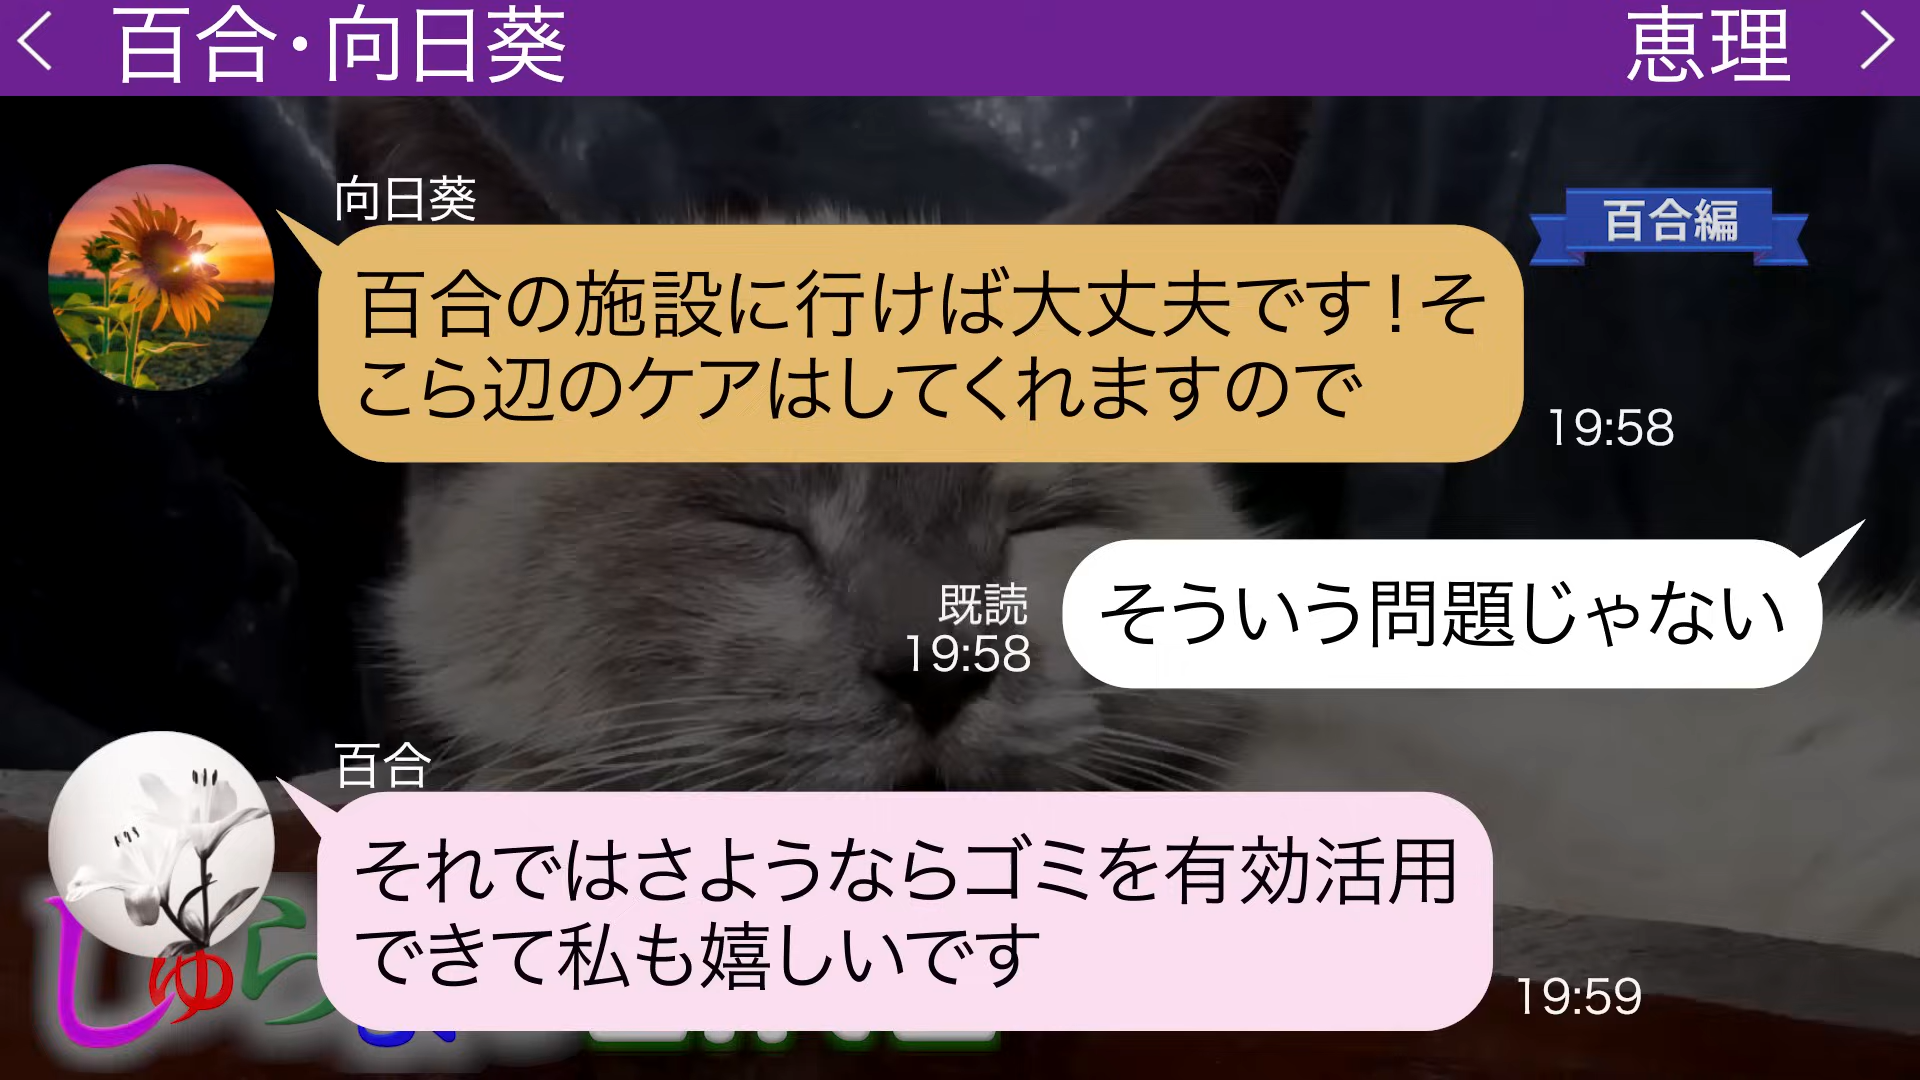 百合・向日葵
恵理
向日葵
百合編
百合の施設に行けば大丈夫です！そ
こら辺のケアはしてくれますので
19:58
そういう問題じゃない
既読
19:58
百合
それではさようならゴミを有効活用
できて私も嬉しいです
19:59
しゅら